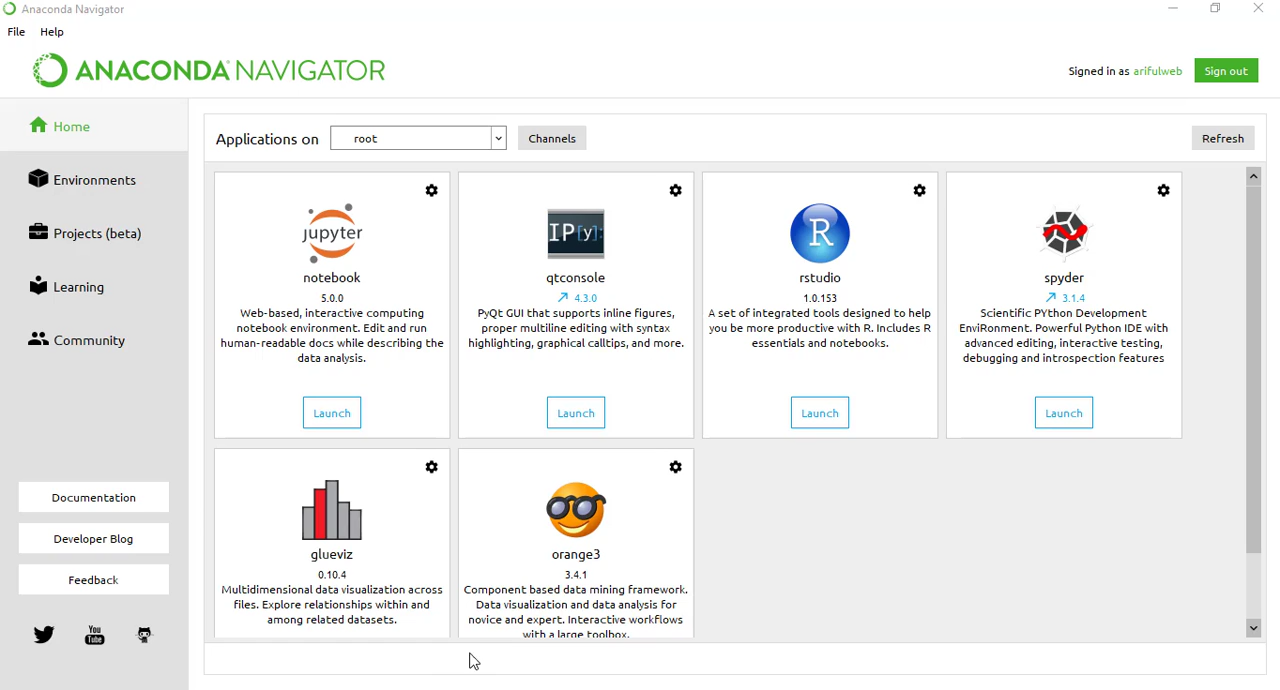 Anaconda Navigator
File Help
ANACONDA NAVIGATOR
Signed in as arifulweb Sign out
Home
Environments
Projects (beta)
Learning
Community
Documentation
Developer Blog
Feedback
You
Tube
Applications on root Channels Refresh
jupyter
notebook
5.0.0
Web-based, interactive computing
notebook environment. Edit and run
human-readable docs while describing the
data analysis.
Launch
IP[y]:
qtconsole
4.3.0
PyQt GUI that supports inline figures,
proper multiline editing with syntax
highlighting, graphical calltips, and more.
Launch
R
rstudio
1.0.153
A set of integrated tools designed to help
you be more productive with R. Includes R
essentials and notebooks.
Launch
spyder
3.1.4
Scientific PYthon Development
EnviRonment. Powerful Python IDE with
advanced editing, interactive testing,
debugging and introspection features
Launch
glueviz
0.10.4
Multidimensional data visualization across
files. Explore relationships within and
among related datasets.
orange3
3.4.1
Component based data mining framework.
Data visualization and data analysis for
novice and expert. Interactive workflows
with a large toolbox.